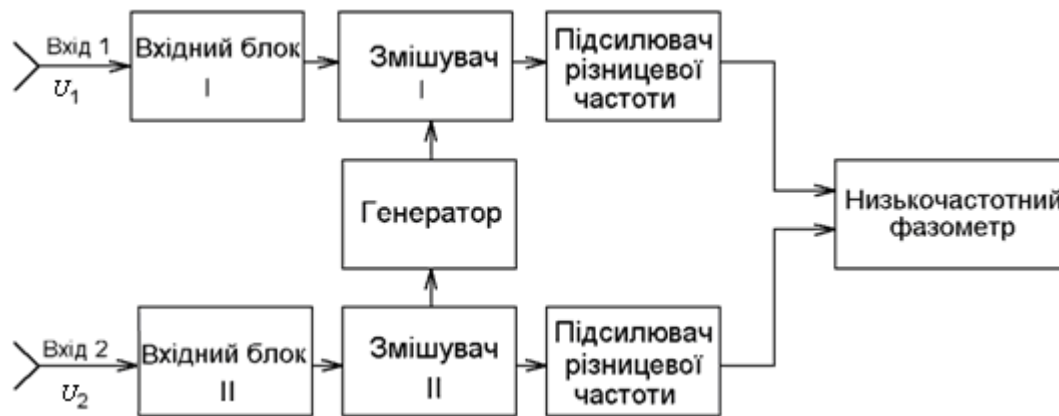 Вхід 1
U1
Вхідний блок
I
Змішувач
I
Підсилювач
різницевої
частоти
Генератор
Низькочастотний
фазометр
Вхід 2
U2
Вхідний блок
II
Змішувач
II
Підсилювач
різницевої
частоти